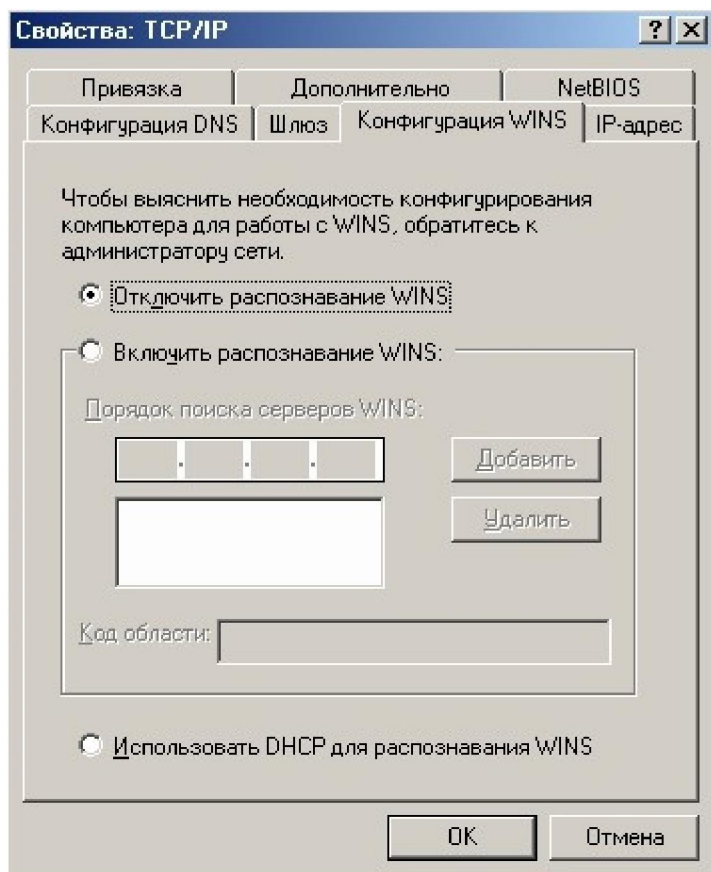 Свойства: TCP/IP
Привязка
Дополнительно
NetBIOS
Конфигурация DNS
Шлюз
Конфигурация WINS
IP-адрес
Чтобы выяснить необходимость конфигурирования
компьютера для работы с WINS, обратитесь к
администратору сети.
Отключить распознавание WINS
Включить распознавание WINS:
Порядок поиска серверов WINS:
Добавить
Удалить
Код области:
Использовать DHCP для распознавания WINS
OK
Отмена